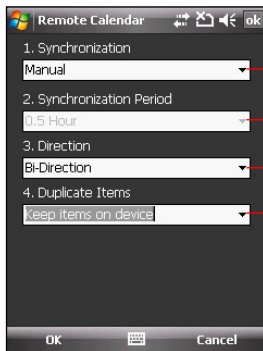 Remote Calendar ok
1. Synchronization
Manual
2. Synchronization Period
0.5 Hour
3. Direction
Bi-Direction
4. Duplicate Items
Keep items on device
OK Cancel